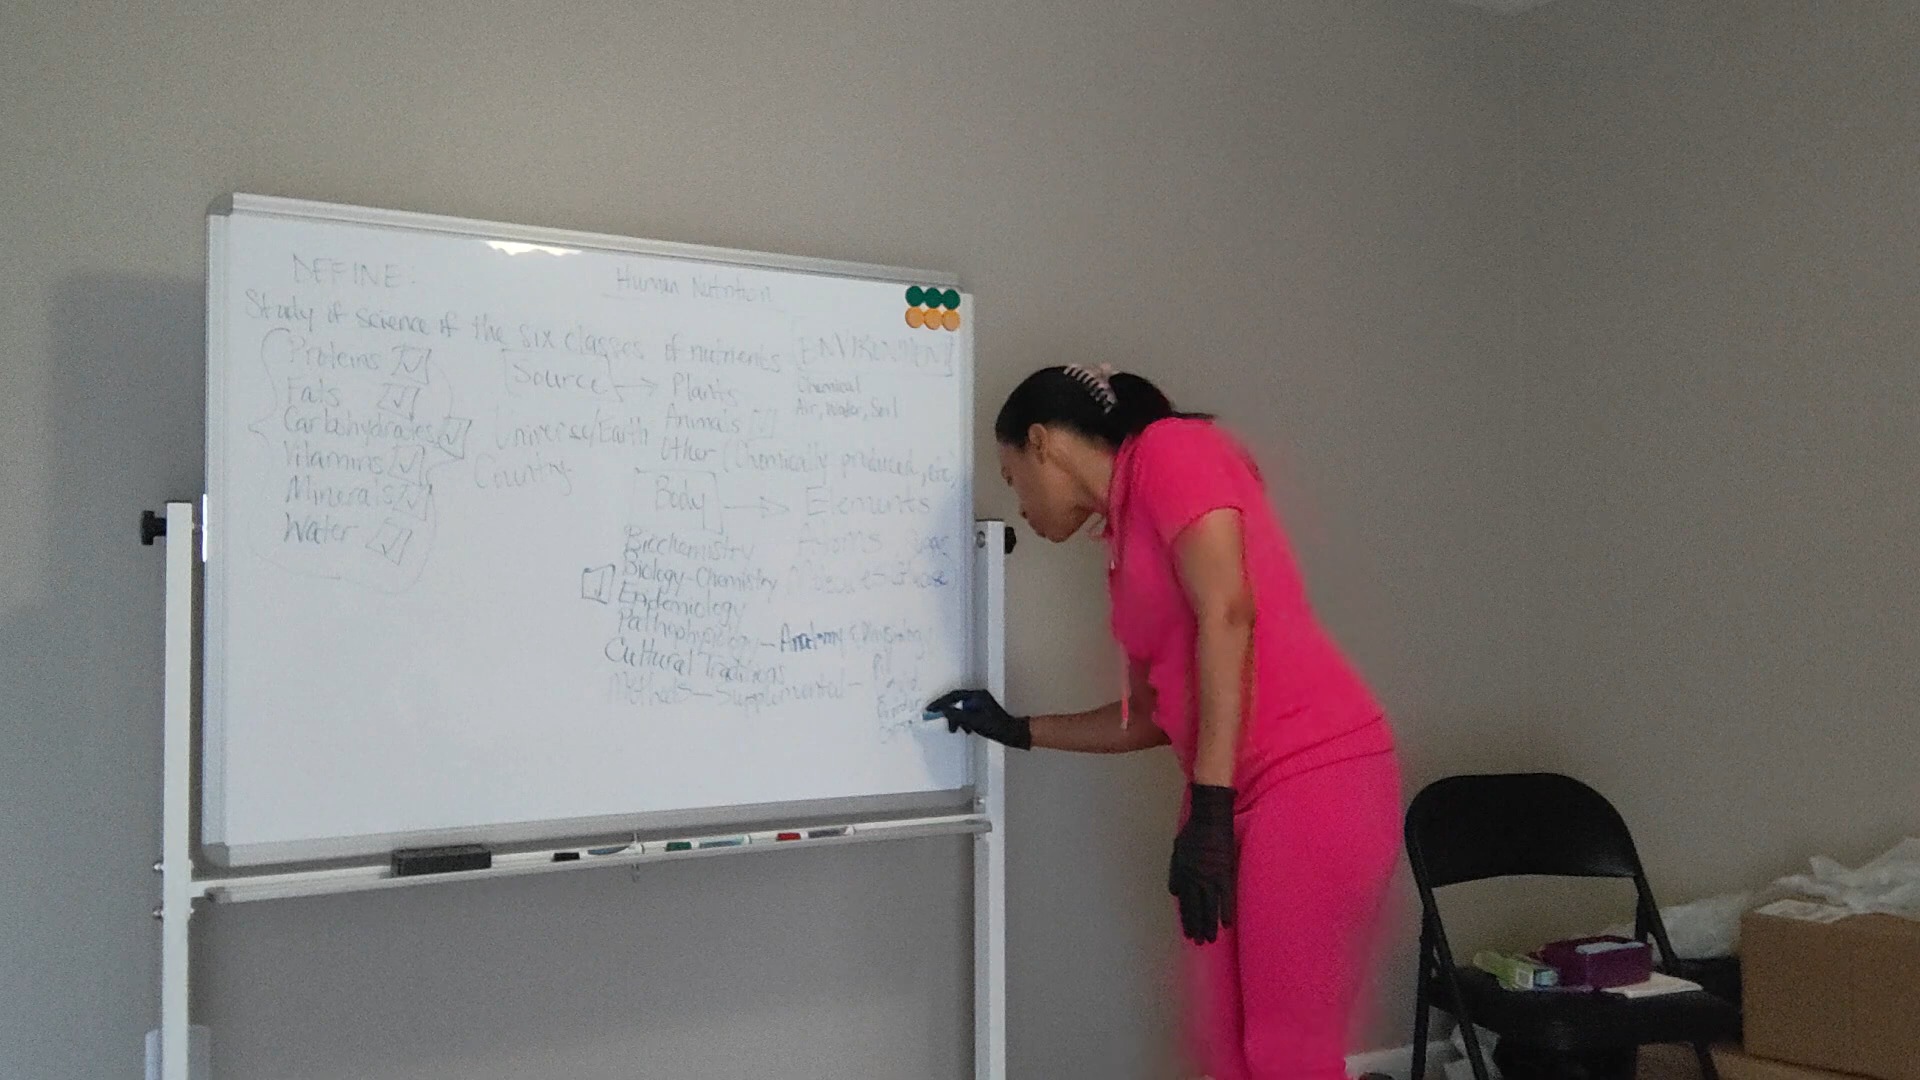 DEFINE:
Human Nutrition
Study of science of the six classes of nutrients
Proteins
Fats
Carbohydrates
Vitamins
Minerals
Water
Source → Plants
Animals
Other (Chemically produced, etc)
Universe/Earth
Country
ENVIRONMENT
Chemical
Air, Water, Soil
Body → Elements
Atoms
Biochemistry
Biology-Chemistry
Epidemiology
Pathophysiology - Anatomy & Physiology
Cultural Traditions
Methods - Supplemented -